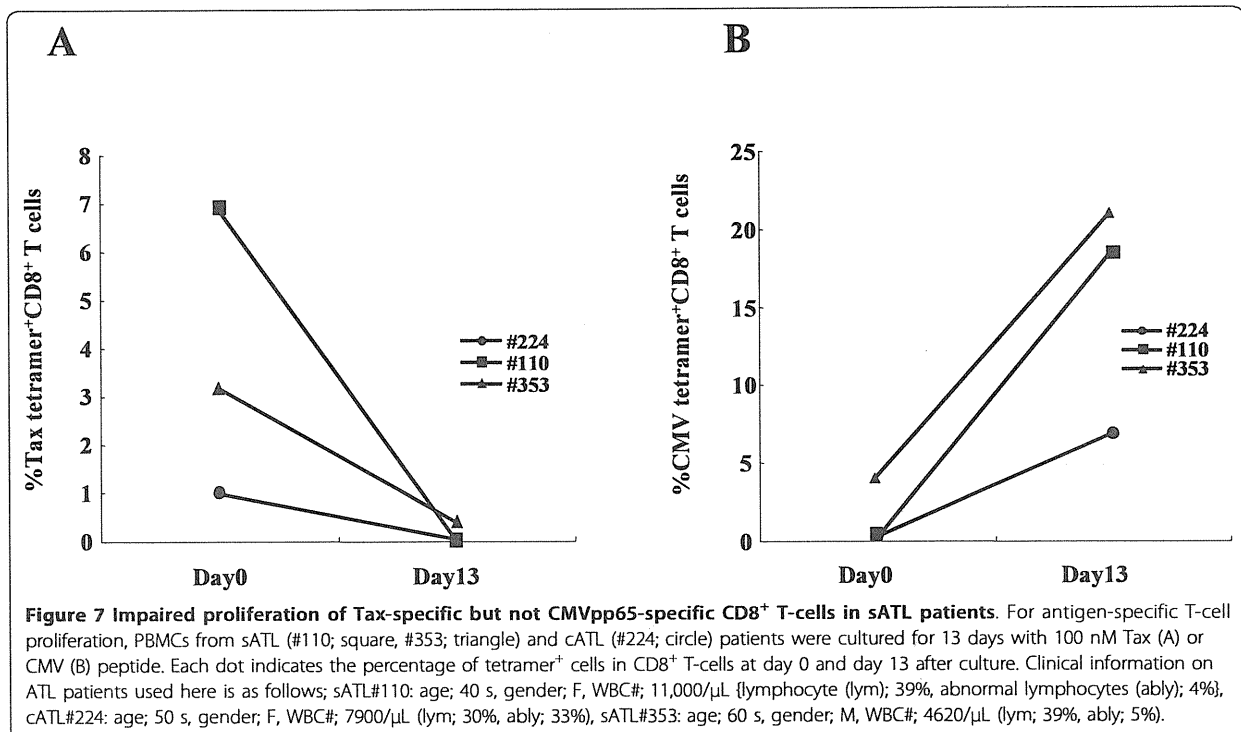 A
%Tax tetramer⁺CD8⁺ T cells
8
7
6
5
4
3
2
1
0
Day0
Day13
#224
#110
#353
B
%CMV tetramer⁺CD8⁺ T cells
25
20
15
10
5
0
Day0
Day13
#224
#110
#353
Figure 7 Impaired proliferation of Tax-specific but not CMVpp65-specific CD8⁺ T-cells in sATL patients. For antigen-specific T-cell
proliferation, PBMCs from sATL (#110; square, #353; triangle) and cATL (#224; circle) patients were cultured for 13 days with 100 nM Tax (A) or
CMV (B) peptide. Each dot indicates the percentage of tetramer⁺ cells in CD8⁺ T-cells at day 0 and day 13 after culture. Clinical information on
ATL patients used here is as follows; sATL#110: age; 40 s, gender; F, WBC#; 11,000/μL {lymphocyte (lym); 39%, abnormal lymphocytes (ably); 4%},
cATL#224: age; 50 s, gender; F, WBC#; 7900/μL (lym; 30%, ably; 33%), sATL#353: age; 60 s, gender; M, WBC#; 4620/μL (lym; 39%, ably; 5%).